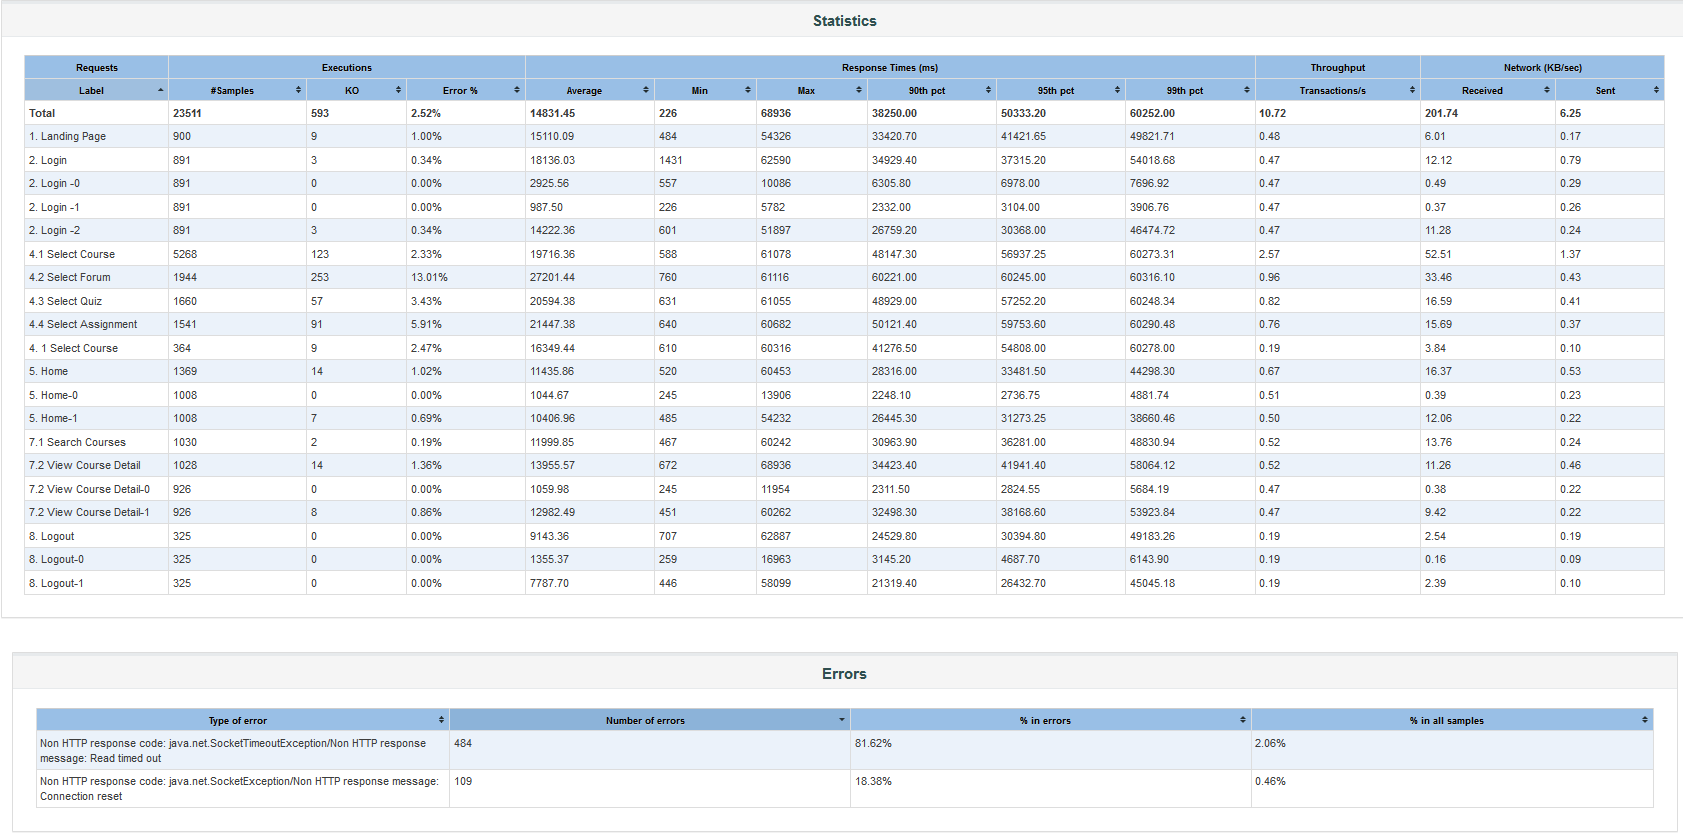 Statistics
Requests Executions Response Times (ms) Throughput Network (KB/sec)
Label #Samples KO Error % Average Min Max 90th pct 95th pct 99th pct Transactions/s Received Sent
Total 23511 593 2.52% 14831.45 226 68936 38250.00 50333.20 60252.00 10.72 201.74 6.25
1. Landing Page 900 9 1.00% 15110.09 484 54326 33420.70 41421.65 49821.71 0.48 6.01 0.17
2. Login 891 3 0.34% 18136.03 1431 62590 34929.40 37315.20 54018.68 0.47 12.12 0.79
2. Login -0 891 0 0.00% 2925.56 557 10086 6305.80 6978.00 7696.92 0.47 0.49 0.29
2. Login -1 891 0 0.00% 987.50 226 5782 2332.00 3104.00 3906.76 0.47 0.37 0.26
2. Login -2 891 3 0.34% 14222.36 601 51897 26759.20 30368.00 46474.72 0.47 11.28 0.24
4.1 Select Course 5268 123 2.33% 19716.36 588 61078 48147.30 56937.25 60273.31 2.57 52.51 1.37
4.2 Select Forum 1944 253 13.01% 27201.44 760 61116 60221.00 60245.00 60316.10 0.96 33.46 0.43
4.3 Select Quiz 1660 57 3.43% 20594.38 631 61055 48929.00 57252.20 60248.34 0.82 16.59 0.41
4.4 Select Assignment 1541 91 5.91% 21447.38 640 60682 50121.40 59753.60 60290.48 0.76 15.69 0.37
4. 1 Select Course 364 9 2.47% 16349.44 610 60316 41276.50 54808.00 60278.00 0.19 3.84 0.10
5. Home 1369 14 1.02% 11435.86 520 60453 28316.00 33481.50 44298.30 0.67 16.37 0.53
5. Home-0 1008 0 0.00% 1044.67 245 13906 2248.10 2736.75 4881.74 0.51 0.39 0.23
5. Home-1 1008 7 0.69% 10406.96 485 54232 26445.30 31273.25 38660.46 0.50 12.06 0.22
7.1 Search Courses 1030 2 0.19% 11999.85 467 60242 30963.90 36281.00 48830.94 0.52 13.76 0.24
7.2 View Course Detail 1028 14 1.36% 13955.57 672 68936 34423.40 41941.40 58064.12 0.52 11.26 0.46
7.2 View Course Detail-0 926 0 0.00% 1059.98 245 11954 2311.50 2824.55 5684.19 0.47 0.38 0.22
7.2 View Course Detail-1 926 8 0.86% 12982.49 451 60262 32498.30 38168.60 53923.84 0.47 9.42 0.22
8. Logout 325 0 0.00% 9143.36 707 62887 24529.80 30394.80 49183.26 0.19 2.54 0.19
8. Logout-0 325 0 0.00% 1355.37 259 16963 3145.20 4687.70 6143.90 0.19 0.16 0.09
8. Logout-1 325 0 0.00% 7787.70 446 58099 21319.40 26432.70 45045.18 0.19 2.39 0.10
Errors
Type of error Number of errors % in errors % in all samples
Non HTTP response code: java.net.SocketTimeoutException/Non HTTP response 484 81.62% 2.06%
message: Read timed out
Non HTTP response code: java.net.SocketException/Non HTTP response message: 109 18.38% 0.46%
Connection reset